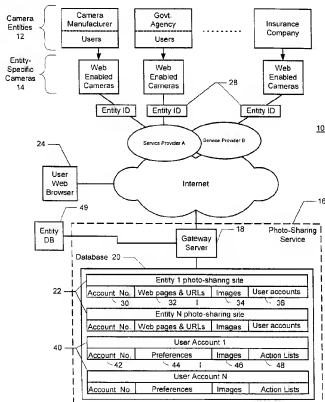 Camera Entities 12
Camera Manufacturer
Users
Govt. Agency
Users
Insurance Company
Entity-Specific Cameras 14
Web Enabled Cameras
Web Enabled Cameras
Web Enabled Cameras
28
Entity ID
Entity ID
Entity ID
10
Service Provider A
Service Provider B
24
User Web Browser
Internet
49
Entity DB
16
18
Gateway Server
Photo-Sharing Service
Database 20
22
Entity 1 photo-sharing site
Account No. Web pages & URLs Images User accounts
30 32 34 36
Entity N photo-sharing site
Account No. Web pages & URLs Images User accounts
40
User Account 1
Account No Preferences Images Action Lists
42 44 46 48
User Account N
Account No Preferences Images Action Lists